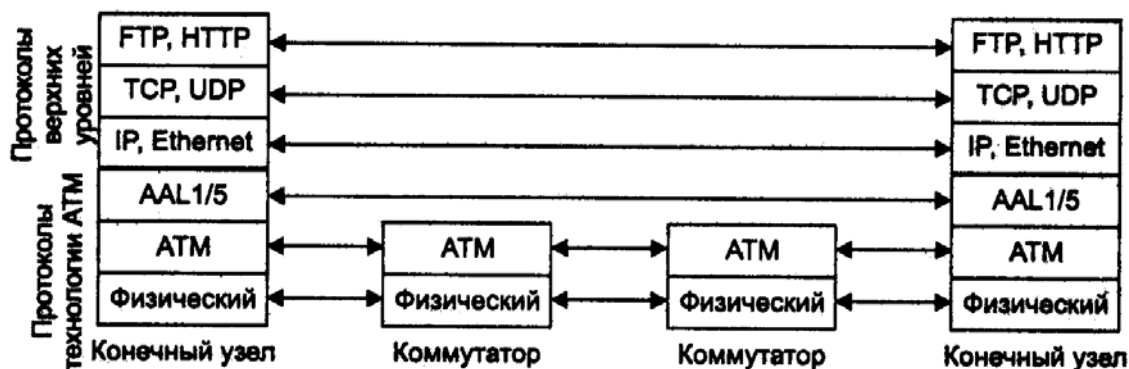 Протоколы
верхних
уровней
FTP, HTTP
FTP, HTTP
TCP, UDP
TCP, UDP
IP, Ethernet
IP, Ethernet
Протоколы
технологии ATM
AAL1/5
AAL1/5
ATM
ATM
ATM
ATM
Физический
Физический
Физический
Физический
Конечный узел
Коммутатор
Коммутатор
Конечный узел